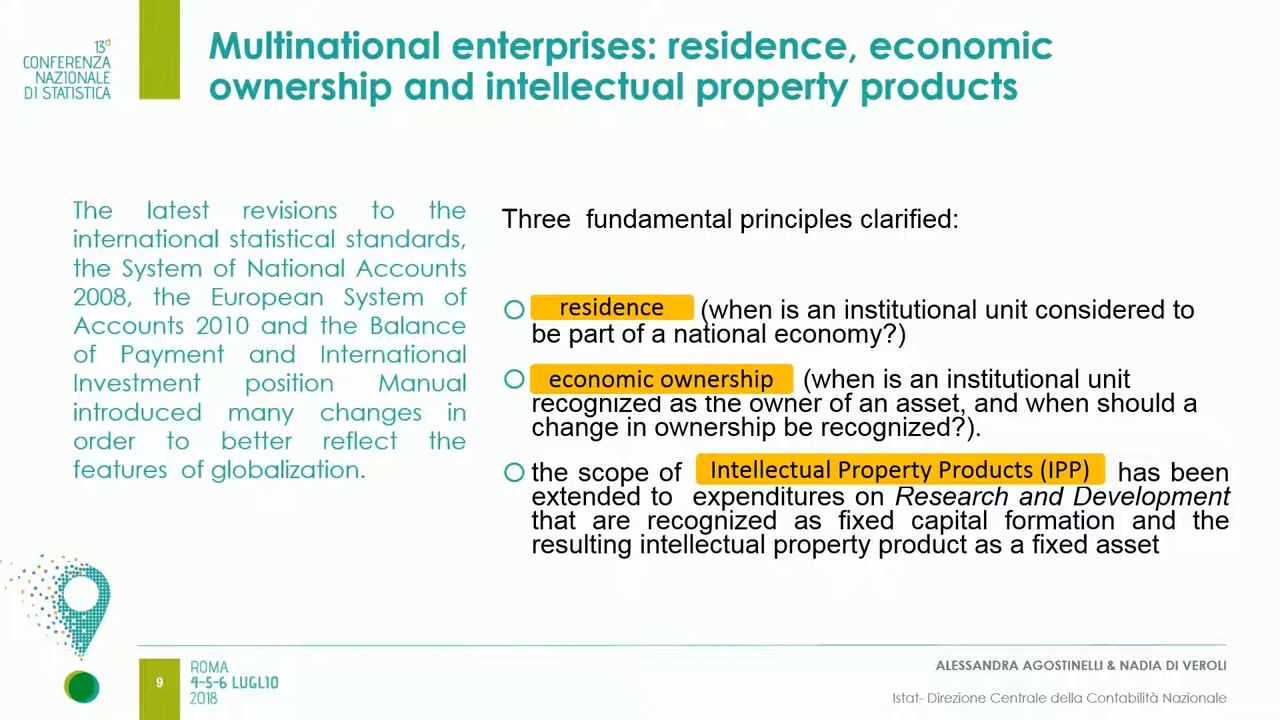 13ª
CONFERENZA
NAZIONALE
DI STATISTICA
Multinational enterprises: residence, economic
ownership and intellectual property products
The latest revisions to the
international statistical standards,
the System of National Accounts
2008, the European System of
Accounts 2010 and the Balance
of Payment and International
Investment position Manual
introduced many changes in
order to better reflect the
features of globalization.
Three fundamental principles clarified:
residence (when is an institutional unit considered to
be part of a national economy?)
economic ownership (when is an institutional unit
recognized as the owner of an asset, and when should a
change in ownership be recognized?).
the scope of Intellectual Property Products (IPP) has been
extended to expenditures on Research and Development
that are recognized as fixed capital formation and the
resulting intellectual property product as a fixed asset
9
ROMA
4-5-6 LUGLIO
2018
ALESSANDRA AGOSTINELLI & NADIA DI VEROLI
Istat- Direzione Centrale della Contabilità Nazionale